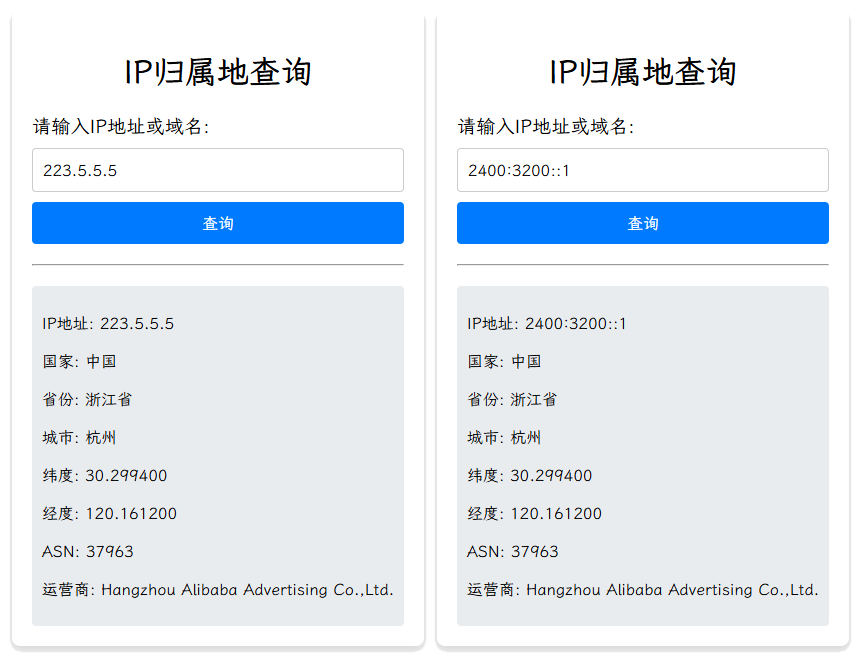 IP归属地查询
请输入IP地址或域名:
223.5.5.5
查询
IP地址: 223.5.5.5
国家: 中国
省份: 浙江省
城市: 杭州
纬度: 30.299400
经度: 120.161200
ASN: 37963
运营商: Hangzhou Alibaba Advertising Co.,Ltd.
IP归属地查询
请输入IP地址或域名:
2400:3200::1
查询
IP地址: 2400:3200::1
国家: 中国
省份: 浙江省
城市: 杭州
纬度: 30.299400
经度: 120.161200
ASN: 37963
运营商: Hangzhou Alibaba Advertising Co.,Ltd.